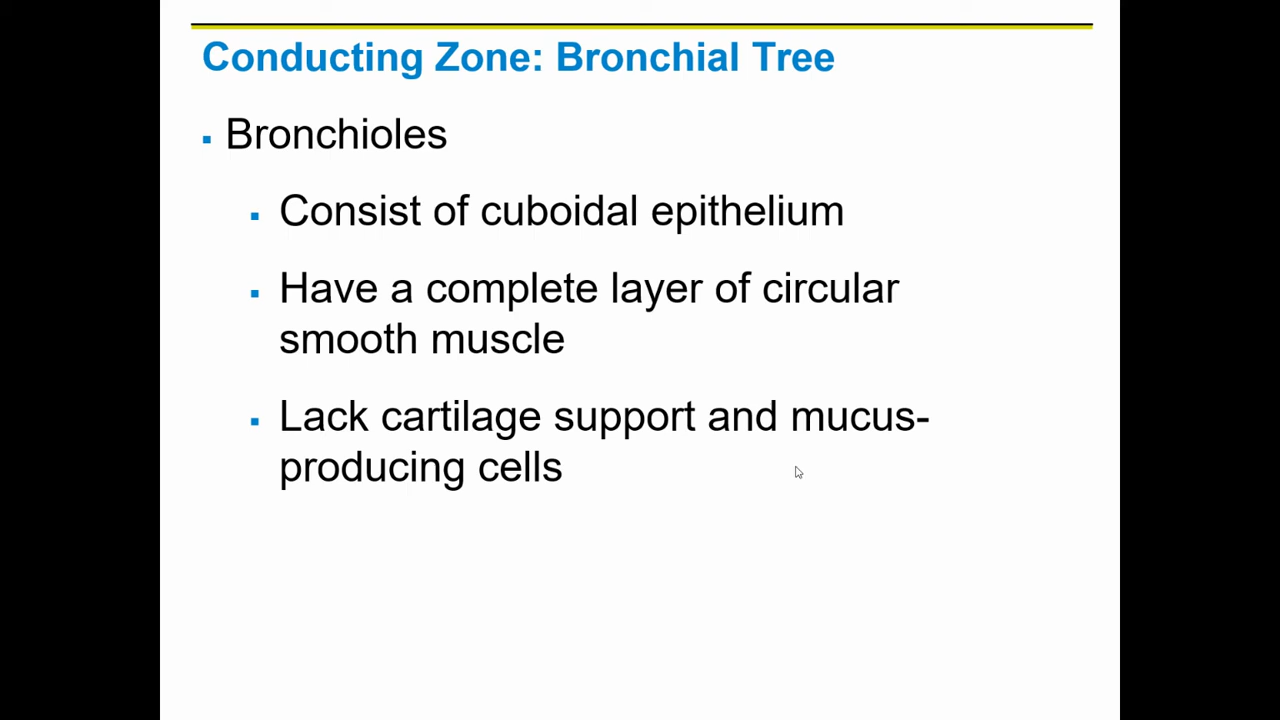 Conducting Zone: Bronchial Tree
Bronchioles
Consist of cuboidal epithelium
Have a complete layer of circular
smooth muscle
Lack cartilage support and mucus-
producing cells